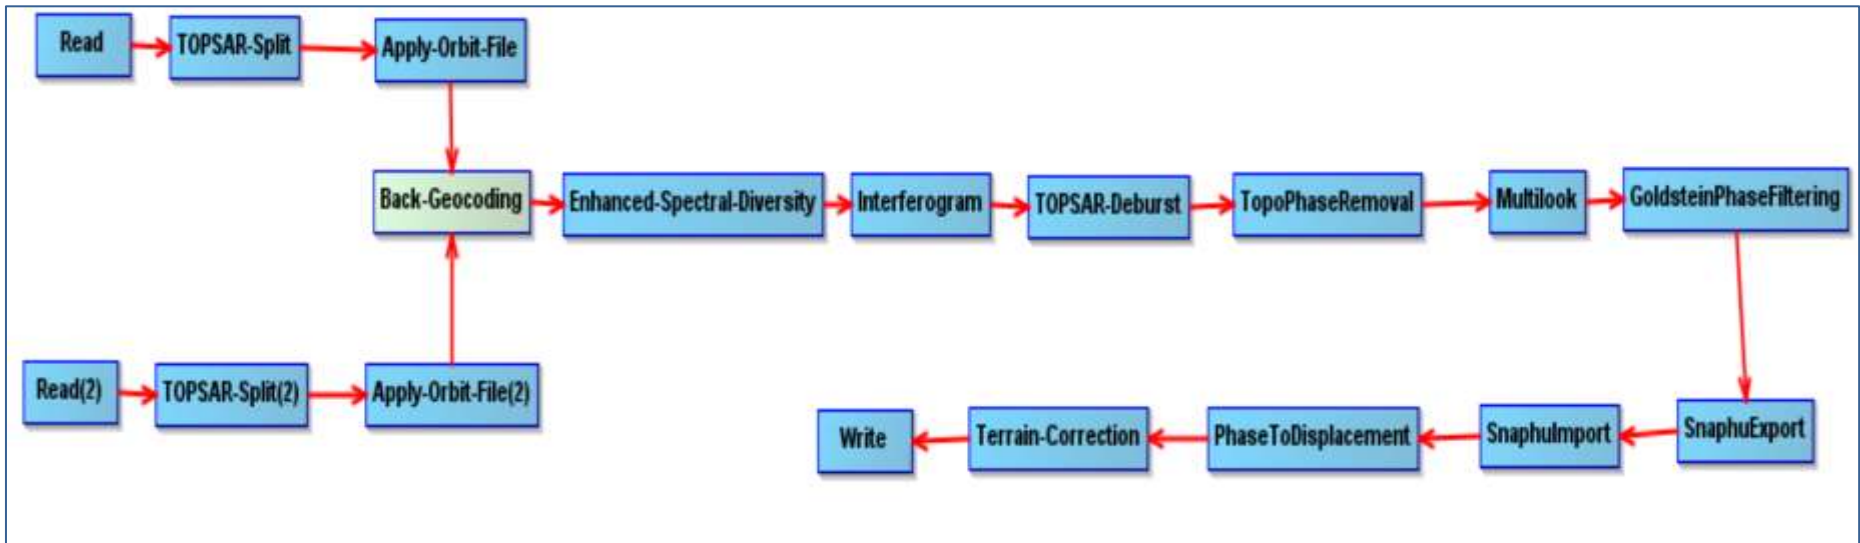 Read
TOPSAR-Split
Apply-Orbit-File
Back-Geocoding
Enhanced-Spectral-Diversity
Interferogram
TOPSAR-Deburst
TopoPhaseRemoval
Multilook
GoldsteinPhaseFiltering
Read(2)
TOPSAR-Split(2)
Apply-Orbit-File(2)
Write
Terrain-Correction
PhaseToDisplacement
SnaphuImport
SnaphuExport